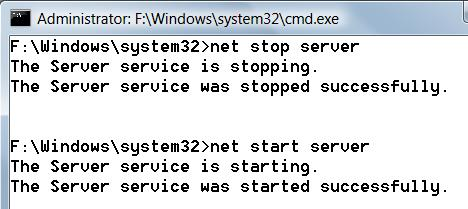 Administrator: F:\Windows\system32\cmd.exe
F:\Windows\system32>net stop server
The Server service is stopping.
The Server service was stopped successfully.
F:\Windows\system32>net start server
The Server service is starting.
The Server service was started successfully.